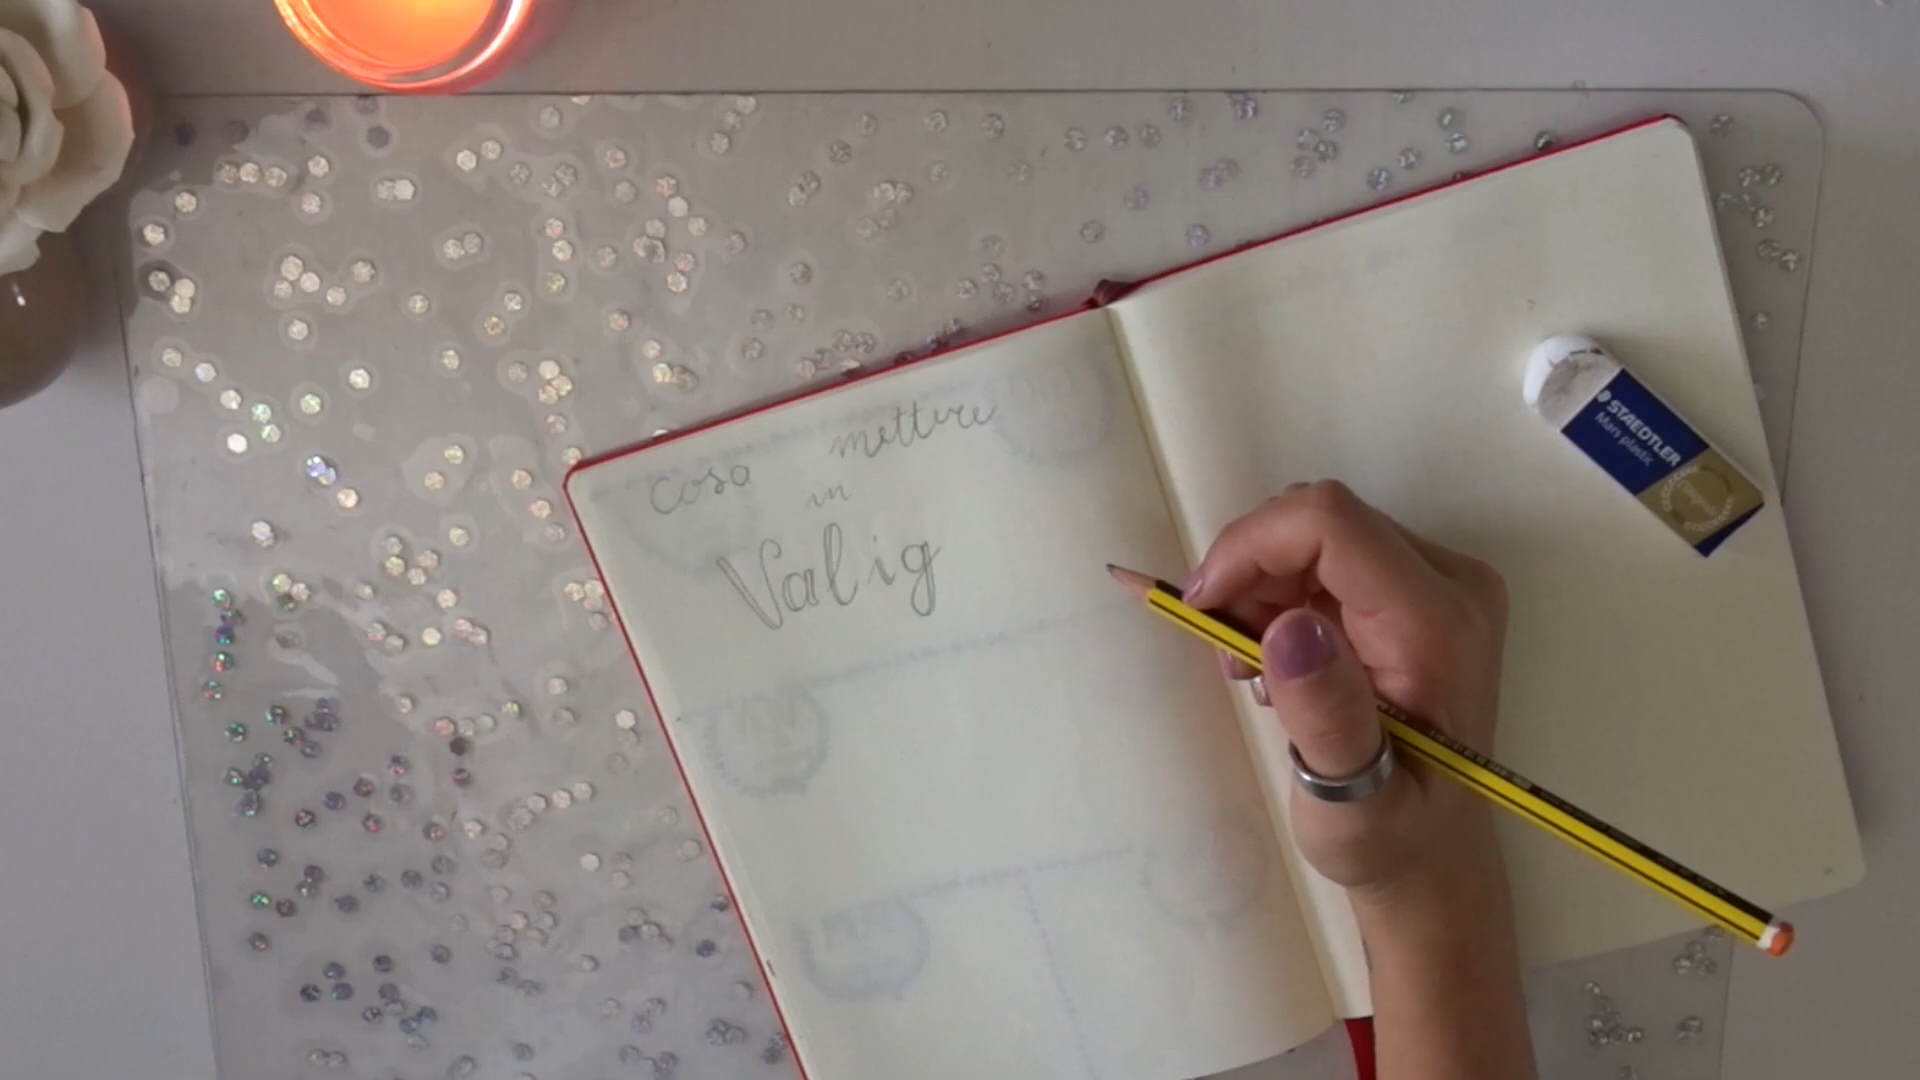 cosa mettere
in
Valig
STAEDTLER
Mars plastic